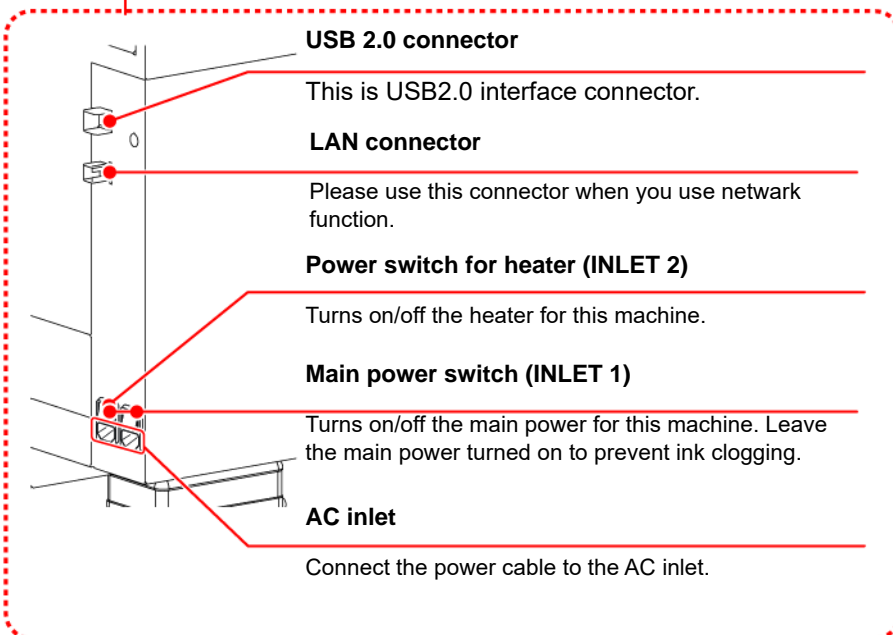 USB 2.0 connector
This is USB2.0 interface connector.
LAN connector
Please use this connector when you use netwark
function.
Power switch for heater (INLET 2)
Turns on/off the heater for this machine.
Main power switch (INLET 1)
Turns on/off the main power for this machine. Leave
the main power turned on to prevent ink clogging.
AC inlet
Connect the power cable to the AC inlet.